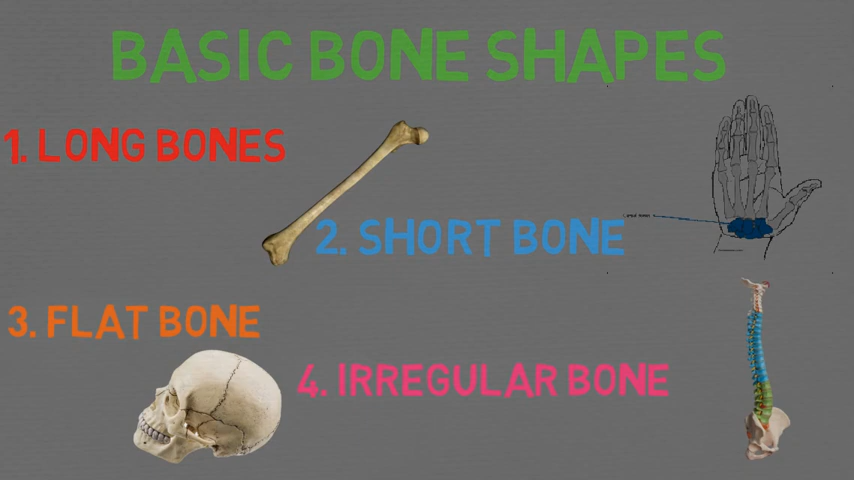 BASIC BONE SHAPES
1. LONG BONES
2. SHORT BONE
3. FLAT BONE
4. IRREGULAR BONE